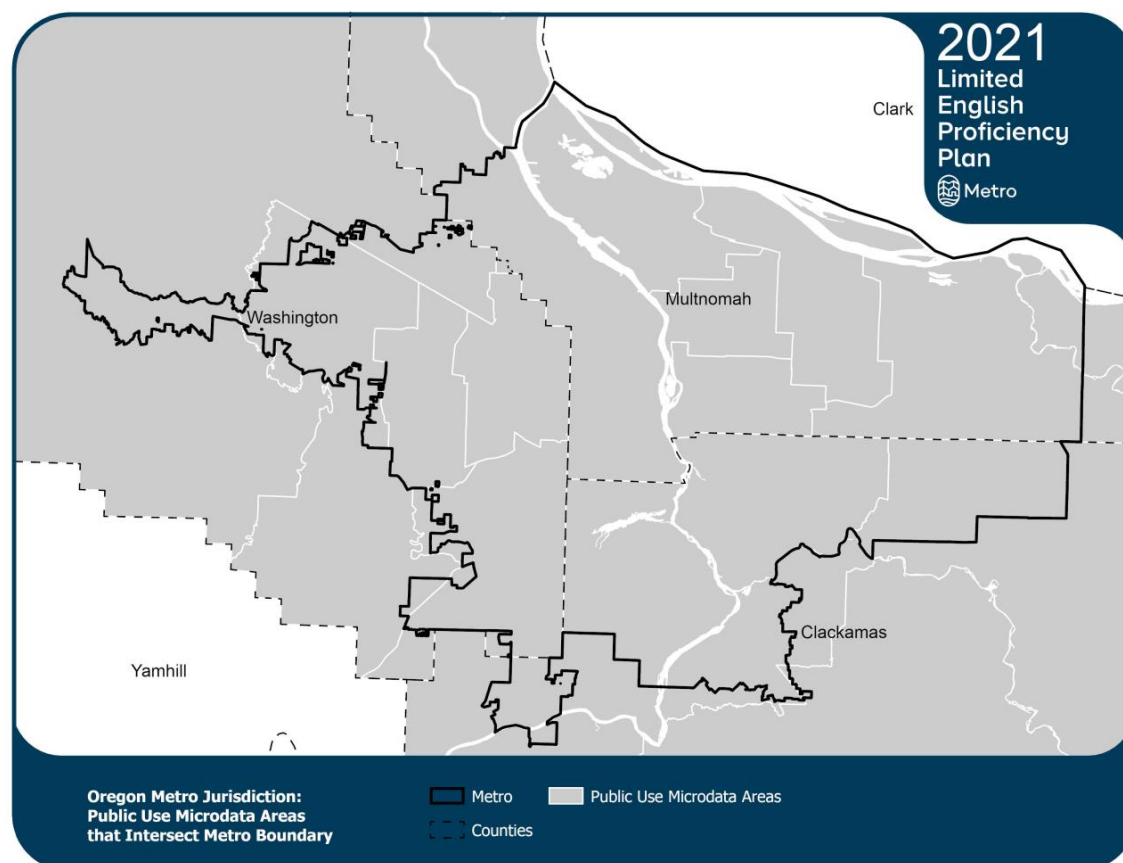 2021
Limited
English
Proficiency
Plan
Metro
Clark
Multnomah
Washington
Clackamas
Yamhill
Oregon Metro Jurisdiction:
Public Use Microdata Areas
that Intersect Metro Boundary
Metro
Public Use Microdata Areas
Counties